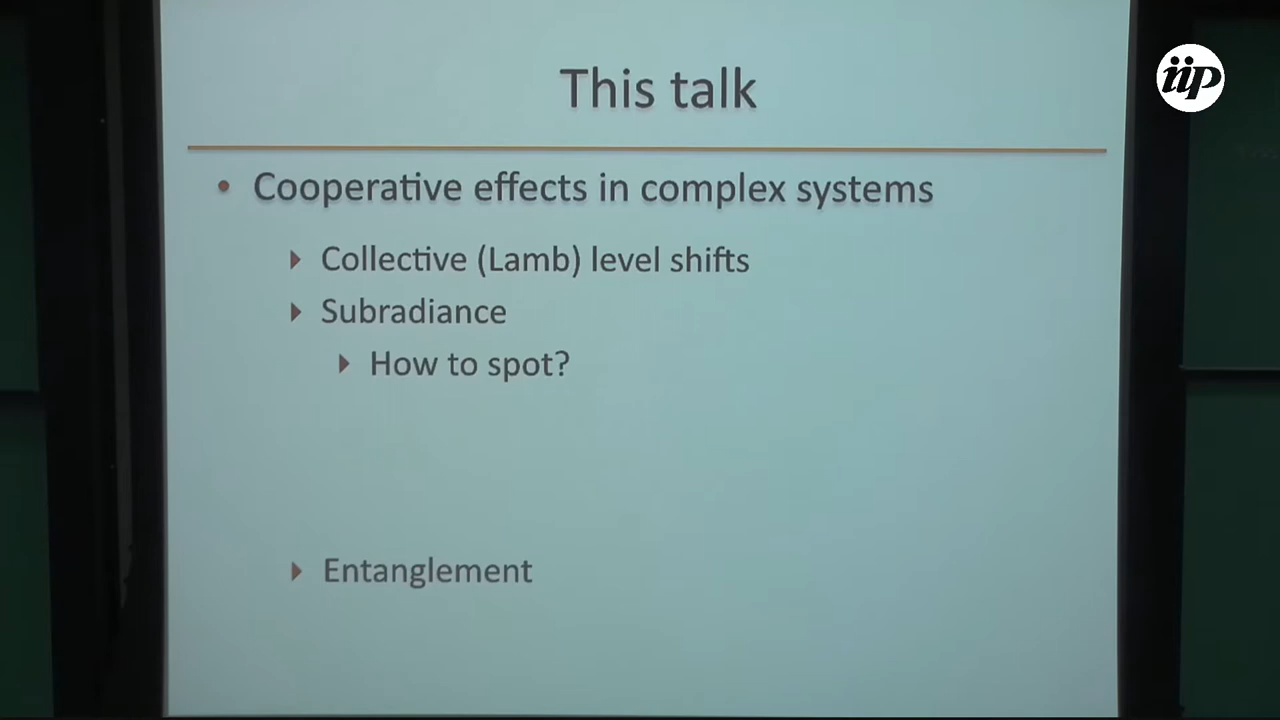 iip
This talk
• Cooperative effects in complex systems
Collective (Lamb) level shifts
Subradiance
How to spot?
Entanglement